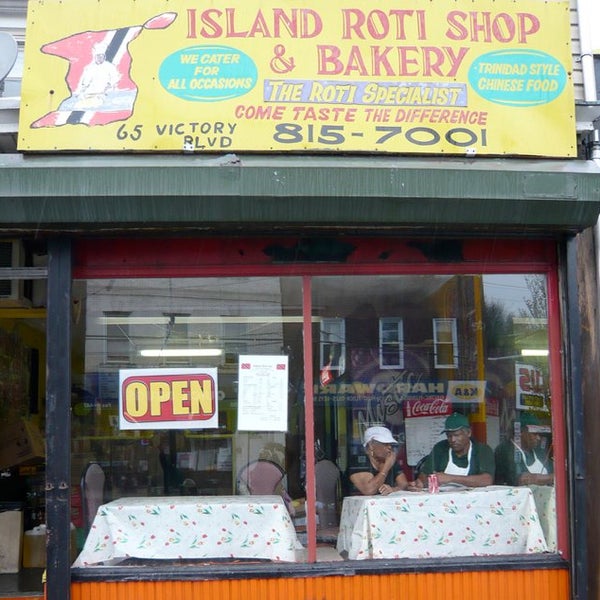 ISLAND ROTI SHOP
& BAKERY
WE CATER
FOR
ALL OCCASIONS
TRINIDAD STYLE
CHINESE FOOD
THE ROTI SPECIALIST
COME TASTE THE DIFFERENCE
65 VICTORY
BLVD
815-7001
OPEN
HARDWARE
K&A
Coca-Cola